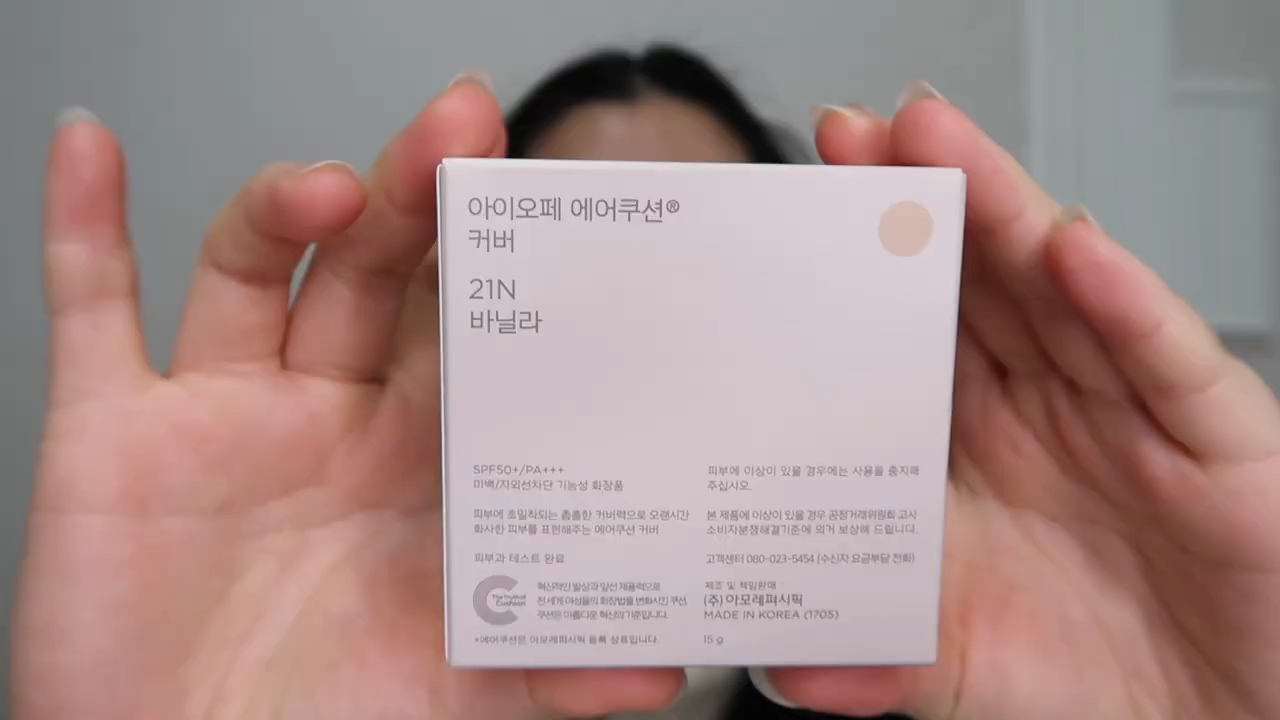 아이오페 에어쿠션®
커버
21N
바닐라
SPF50+/PA+++
미백/자외선차단 기능성 화장품
피부에 초밀착되는 촘촘한 커버력으로 오랜시간
화사한 피부를 표현해주는 에어쿠션 커버
피부과 테스트 완료
The Truth of
Cushion
혁신적인 발상과 앞선 제품력으로
전 세계 여성들의 화장법을 변화시킨 쿠션
쿠션은 아름다운 혁신의 기준입니다.
*에어쿠션은 아모레퍼시픽 등록 상표입니다.
피부에 이상이 있을 경우에는 사용을 중지해
주십시오.
본 제품에 이상이 있을 경우 공정거래위원회 고시
소비자분쟁해결기준에 의거 보상해 드립니다.
고객센터 080-023-5454 (수신자 요금부담 전화)
제조 및 책임판매 :
(주)아모레퍼시픽
MADE IN KOREA (1703)
15 g